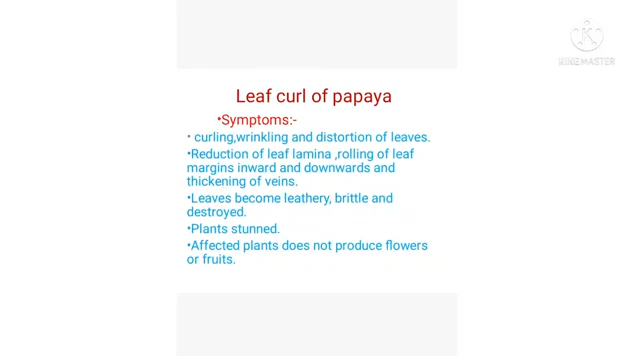 Leaf curl of papaya
•Symptoms:-
• curling,wrinkling and distortion of leaves.
•Reduction of leaf lamina ,rolling of leaf
margins inward and downwards and
thickening of veins.
•Leaves become leathery, brittle and
destroyed.
•Plants stunned.
•Affected plants does not produce flowers
or fruits.
K
KINEMASTER